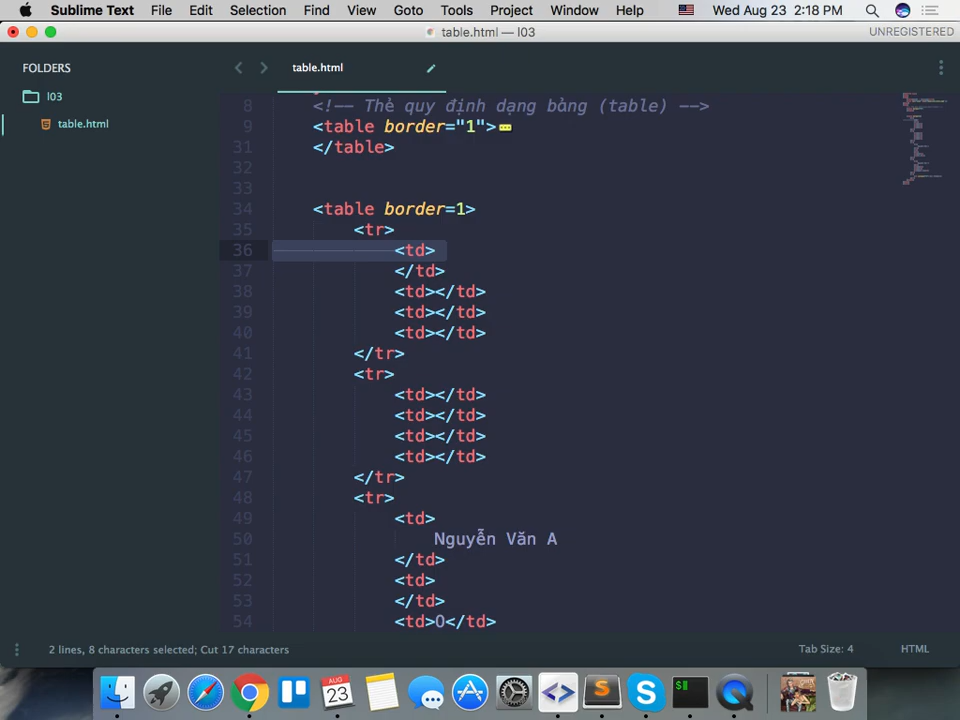 Sublime Text File Edit Selection Find View Goto Tools Project Window Help Wed Aug 23 2:18 PM
table.html — l03 UNREGISTERED
FOLDERS
l03
table.html
table.html
8 <!-- Thẻ quy định dạng bảng (table) -->
9 <table border="1">
31 </table>
32
33
34 <table border=1>
35 <tr>
36 <td>
37 </td>
38 <td></td>
39 <td></td>
40 <td></td>
41 </tr>
42 <tr>
43 <td></td>
44 <td></td>
45 <td></td>
46 <td></td>
47 </tr>
48 <tr>
49 <td>
50 Nguyễn Văn A
51 </td>
52 <td>
53 </td>
54 <td>O</td>
2 lines, 8 characters selected; Cut 17 characters Tab Size: 4 HTML
AUG
23